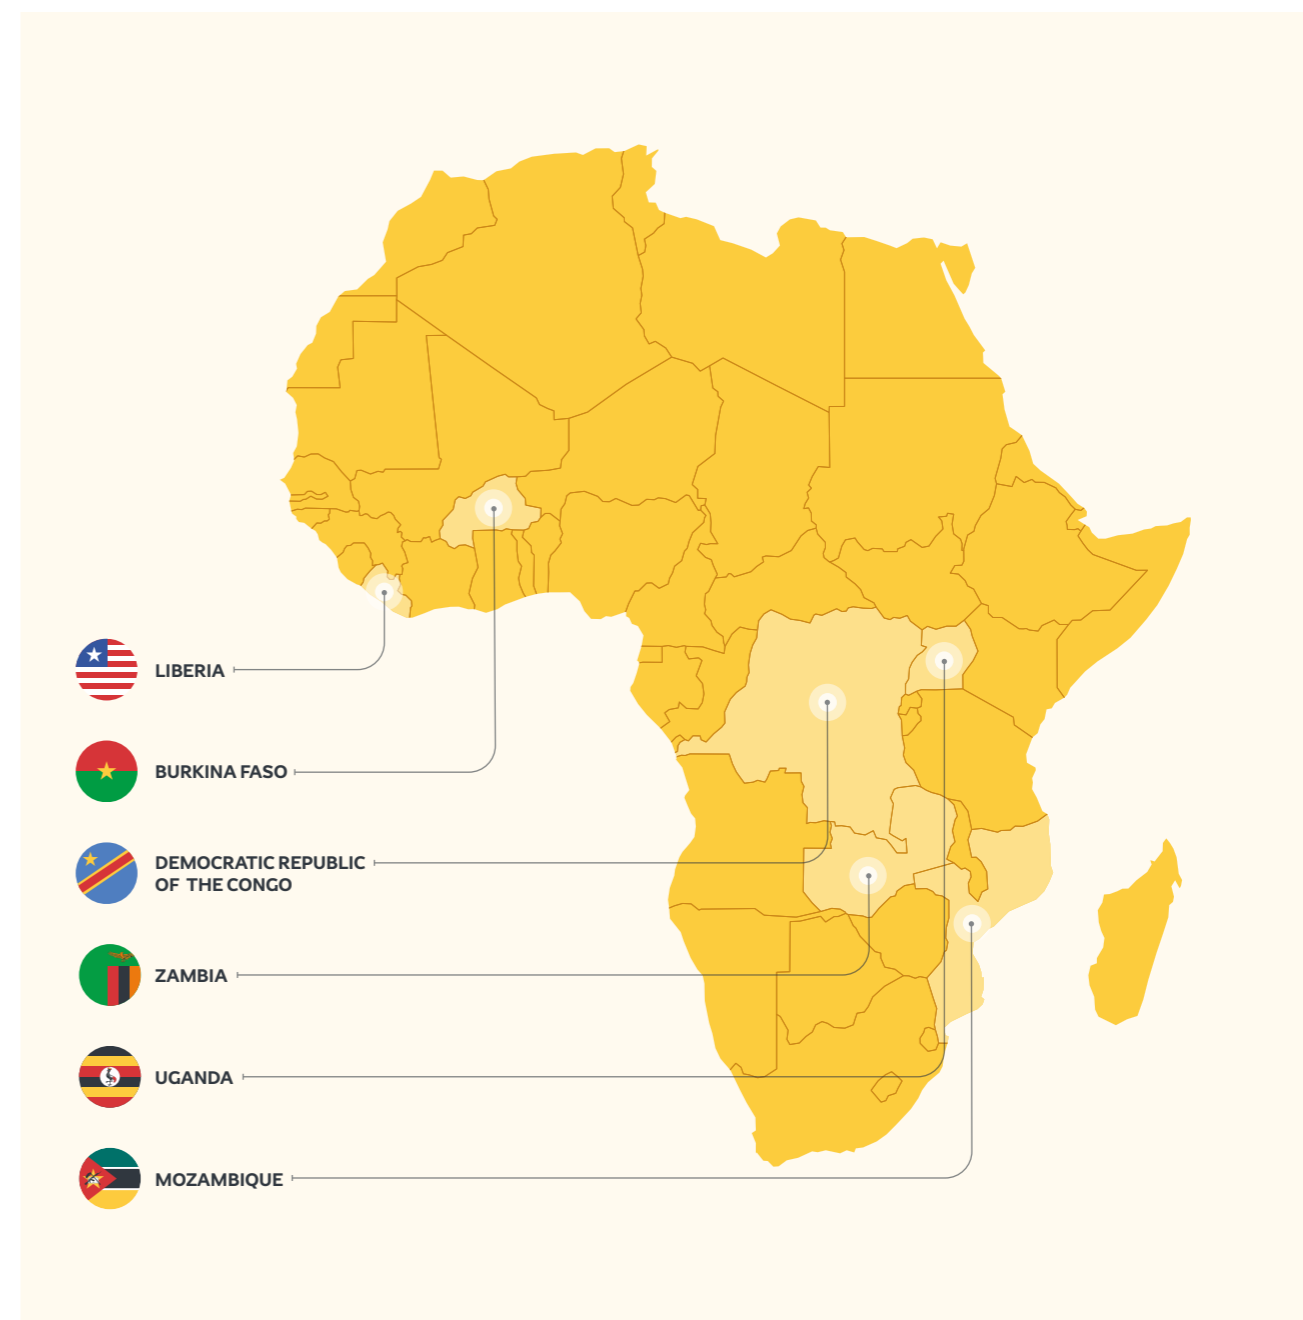 LIBERIA
BURKINA FASO
DEMOCRATIC REPUBLIC
OF THE CONGO
ZAMBIA
UGANDA
MOZAMBIQUE